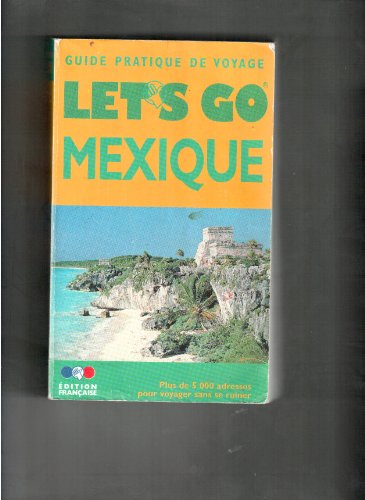 GUIDE PRATIQUE DE VOYAGE
LET'S GO®
MEXIQUE
Plus de 5 000 adresses
pour voyager sans se ruiner
ÉDITION
FRANÇAISE